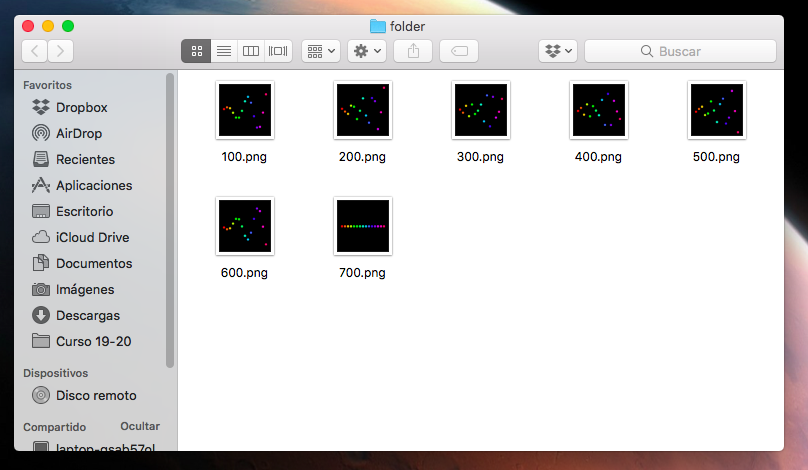 folder
Buscar
Favoritos
Dropbox
AirDrop
Recientes
Aplicaciones
Escritorio
iCloud Drive
Documentos
Imágenes
Descargas
Curso 19-20
Dispositivos
Disco remoto
Compartido Ocultar
100.png 200.png 300.png 400.png 500.png
600.png 700.png